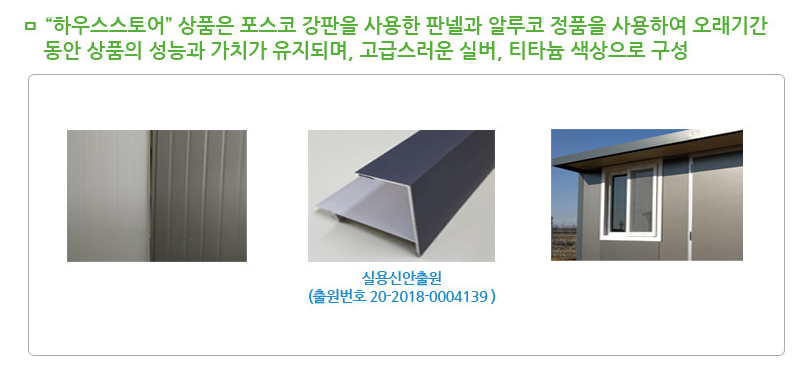 ㅁ "하우스스토어" 상품은 포스코 강판을 사용한 판넬과 알루코 정품을 사용하여 오래기간
동안 상품의 성능과 가치가 유지되며, 고급스러운 실버, 티타늄 색상으로 구성
실용신안출원
(출원번호 20-2018-0004139 )